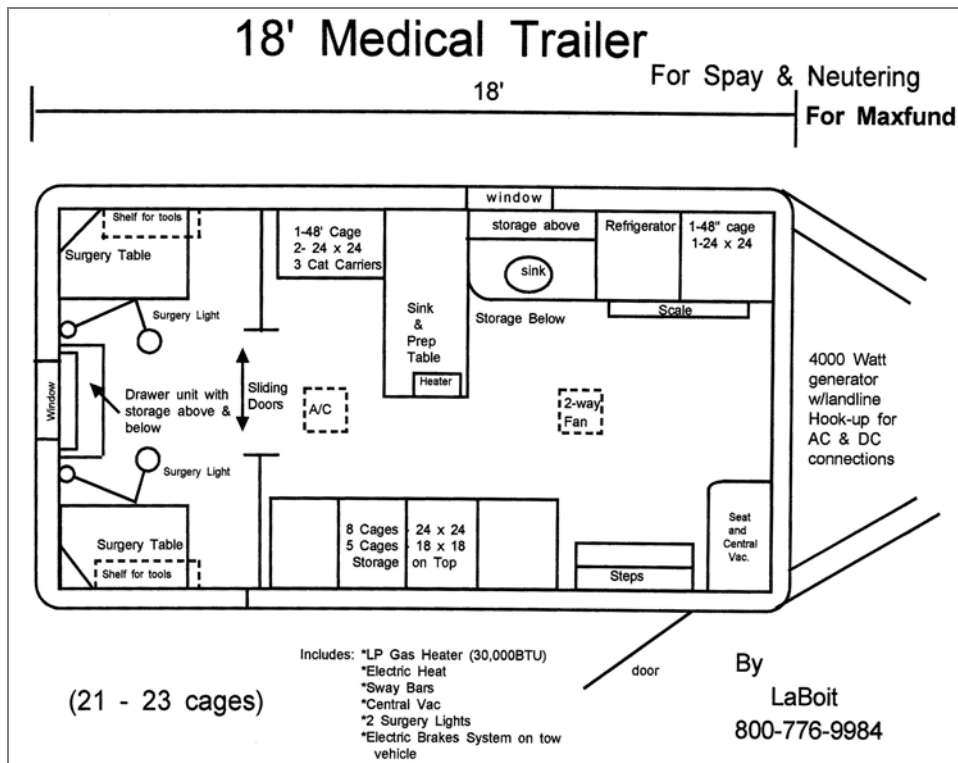 18' Medical Trailer
For Spay & Neutering
18'
For Maxfund
window
Shelf for tools
Surgery Table
1-48' Cage
2- 24 x 24
3 Cat Carriers
storage above
Refrigerator
1-48" cage
1-24 x 24
sink
Sink
&
Prep
Table
Storage Below
Scale
Surgery Light
Heater
Window
Drawer unit with
storage above &
below
Sliding
Doors
A/C
2-way
Fan
4000 Watt
generator
w/landline
Hook-up for
AC & DC
connections
Surgery Light
Surgery Table
Shelf for tools
8 Cages - 24 x 24
5 Cages - 18 x 18
Storage on Top
Steps
Seat
and
Central
Vac.
door
Includes: *LP Gas Heater (30,000BTU)
*Electric Heat
*Sway Bars
*Central Vac
*2 Surgery Lights
*Electric Brakes System on tow
vehicle
(21 - 23 cages)
By
LaBoit
800-776-9984